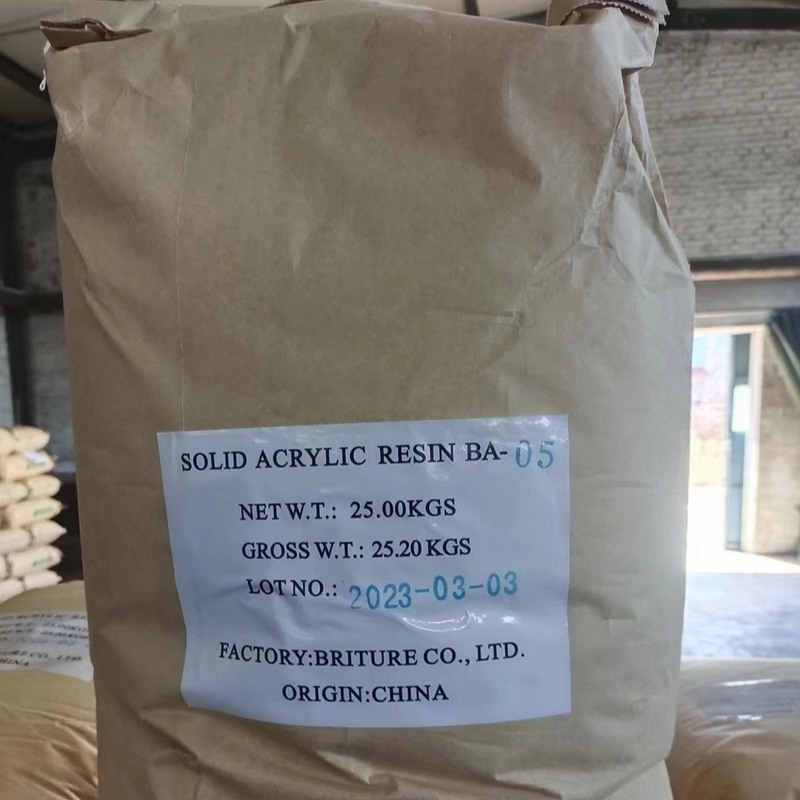 SOLID ACRYLIC RESIN BA-05
NET W.T.: 25.00KGS
GROSS W.T.: 25.20 KGS
LOT NO.: 2023-03-03
FACTORY:BRITURE CO., LTD.
ORIGIN:CHINA